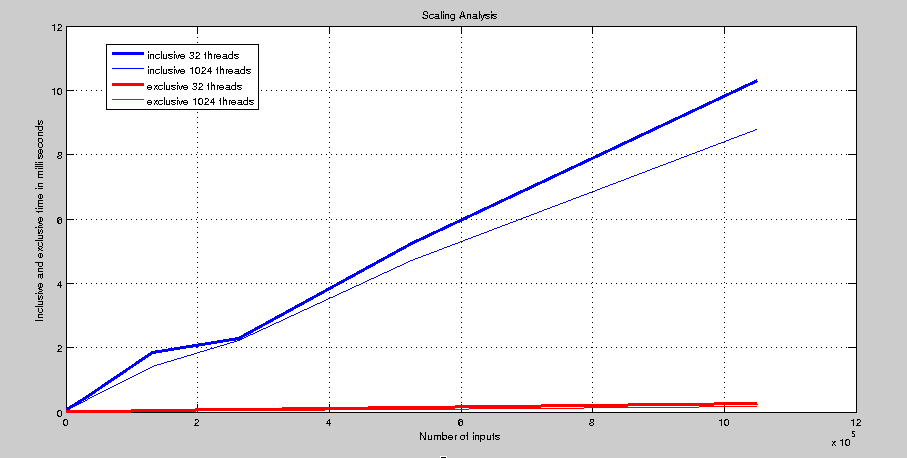 Scaling Analysis
12
10
8
6
4
2
0
inclusive 32 threads
inclusive 1024 threads
exclusive 32 threads
exclusive 1024 threads
Inclusive and exclusive time in milliseconds
0 2 4 6 8 10 12
Number of inputs
x 10^5